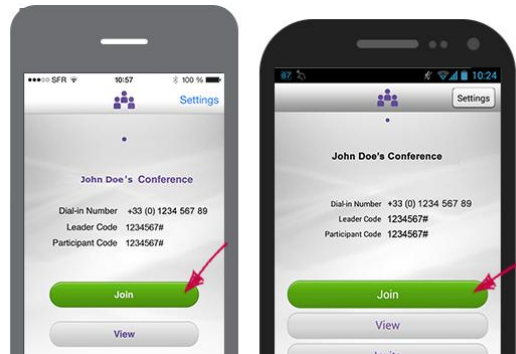 ●●●○○ SFR 10:57 100 %
Settings
John Doe's Conference
Dial-in Number +33 (0) 1234 567 89
Leader Code 1234567#
Participant Code 1234567#
Join
View
87 10:24
Settings
John Doe's Conference
Dial-in Number +33 (0) 1234 567 89
Leader Code 1234567#
Participant Code 1234567#
Join
View